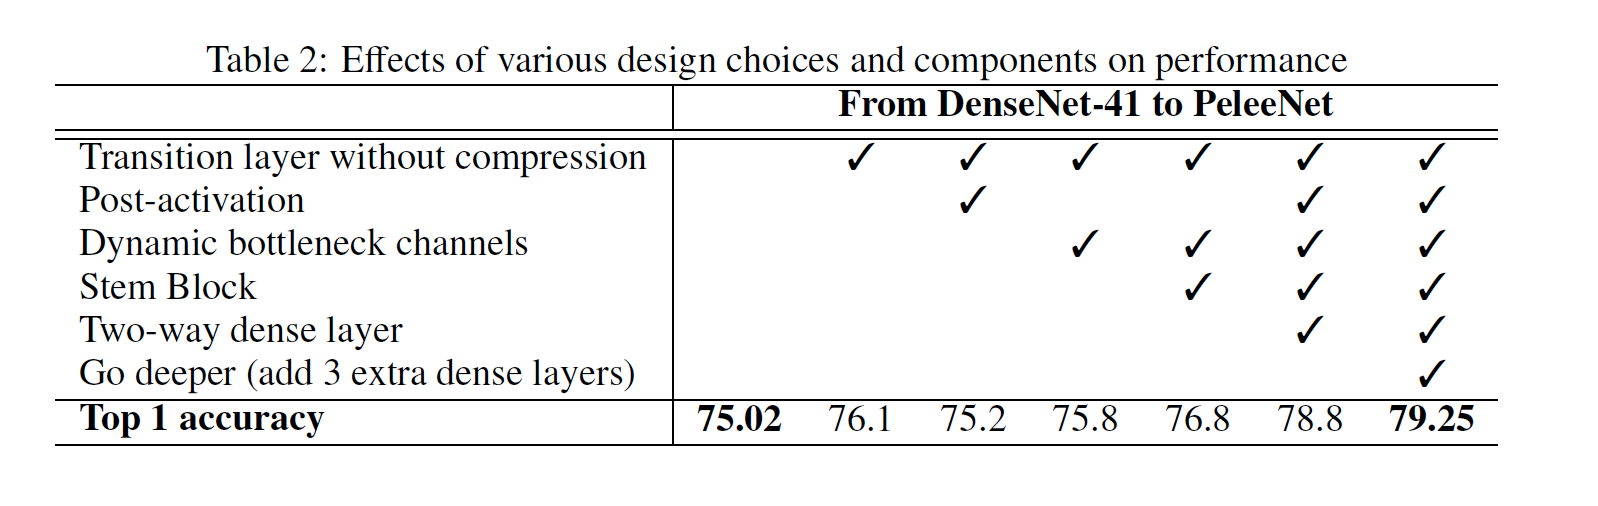 Table 2: Effects of various design choices and components on performance
From DenseNet-41 to PeleeNet
Transition layer without compression ✓ ✓ ✓ ✓ ✓ ✓
Post-activation ✓ ✓ ✓
Dynamic bottleneck channels ✓ ✓ ✓ ✓
Stem Block ✓ ✓ ✓
Two-way dense layer ✓ ✓
Go deeper (add 3 extra dense layers) ✓
Top 1 accuracy 75.02 76.1 75.2 75.8 76.8 78.8 79.25